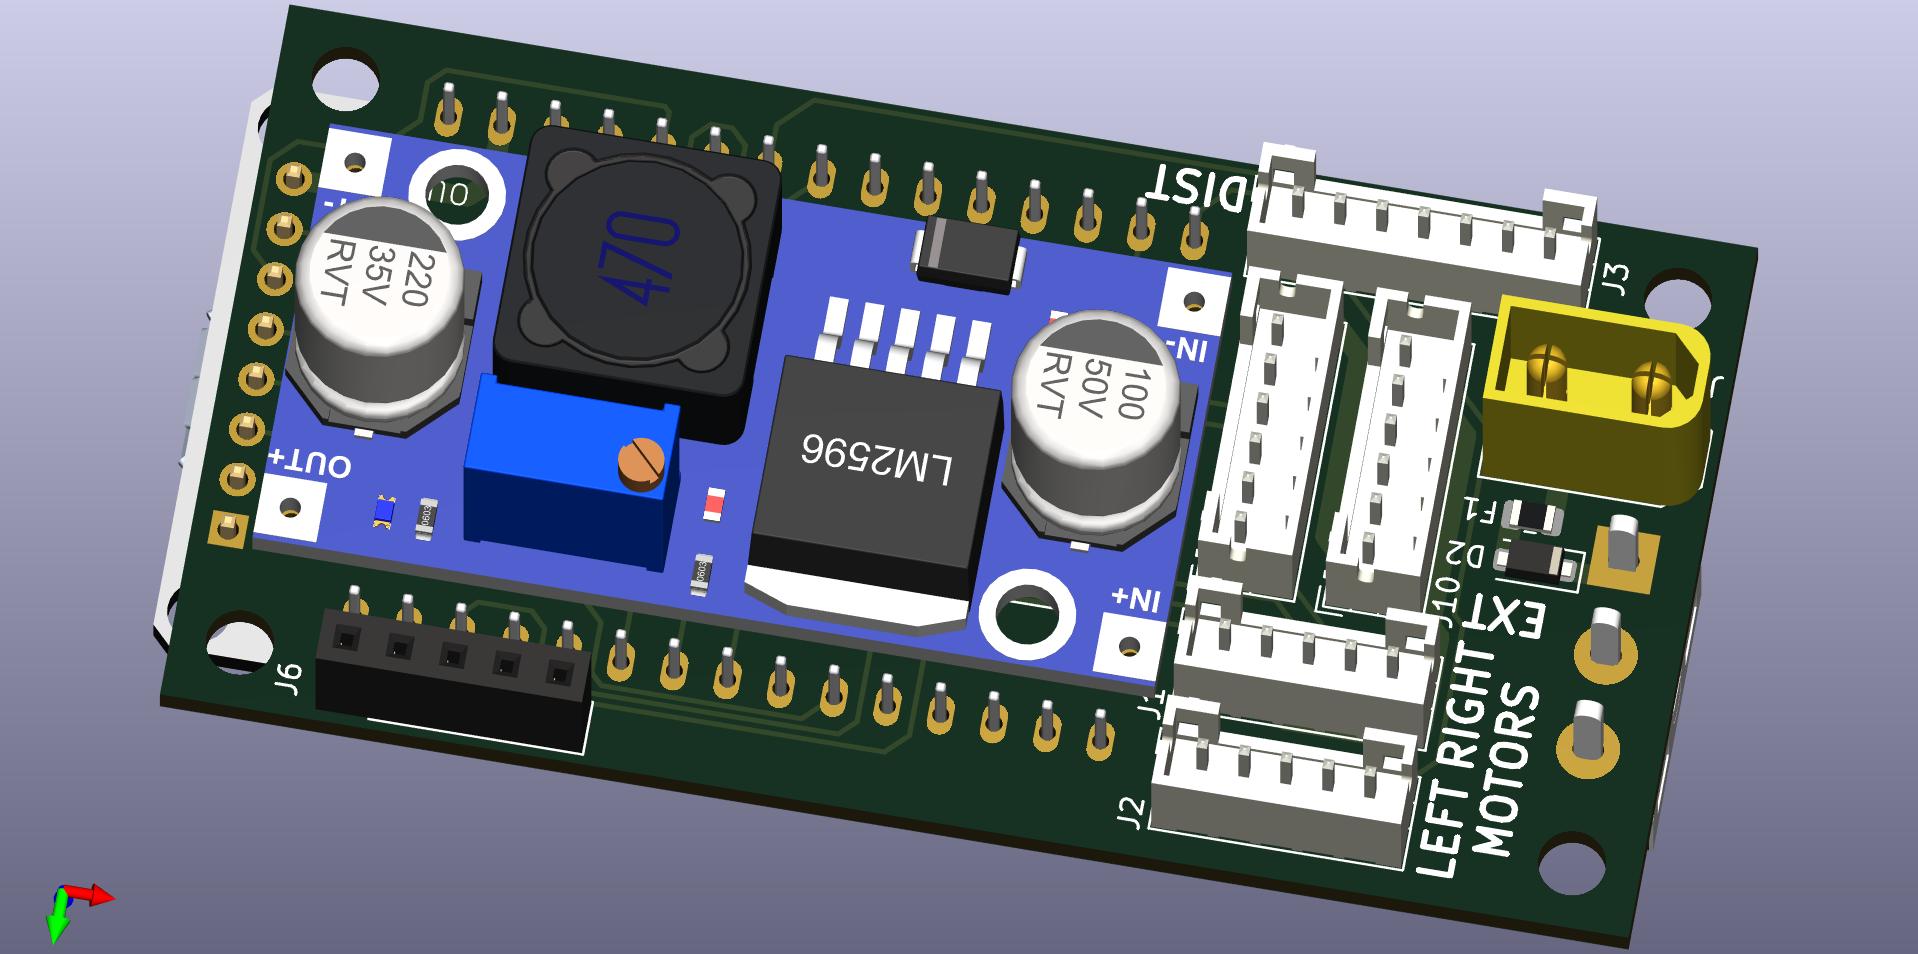 DIST
J3
OU
220
35V
RVT
470
IN-
100
50V
RVT
LM2596
OUT+
0603
0603
IN+
F1
D2
J10
EXT
J6
J2
LEFT RIGHT
MOTORS